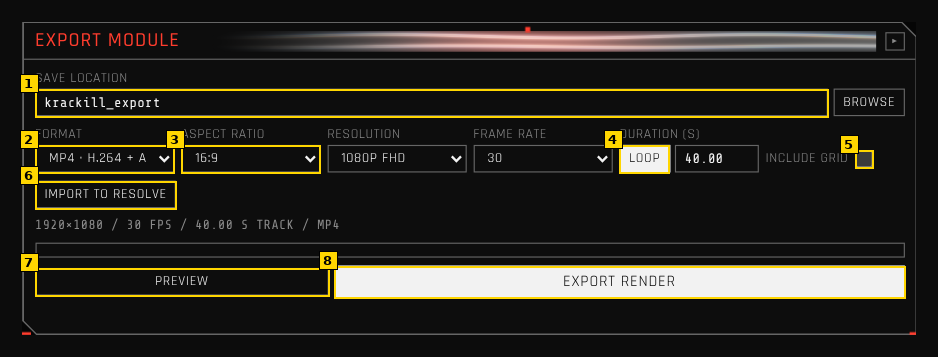 EXPORT MODULE
1 SAVE LOCATION
krackill_export BROWSE
2 FORMAT 3 ASPECT RATIO RESOLUTION FRAME RATE 4 DURATION (S)
MP4 · H.264 + A 16:9 1080P FHD 30 LOOP 40.00 INCLUDE GRID 5
6 IMPORT TO RESOLVE
1920×1080 / 30 FPS / 40.00 S TRACK / MP4
7 PREVIEW 8 EXPORT RENDER